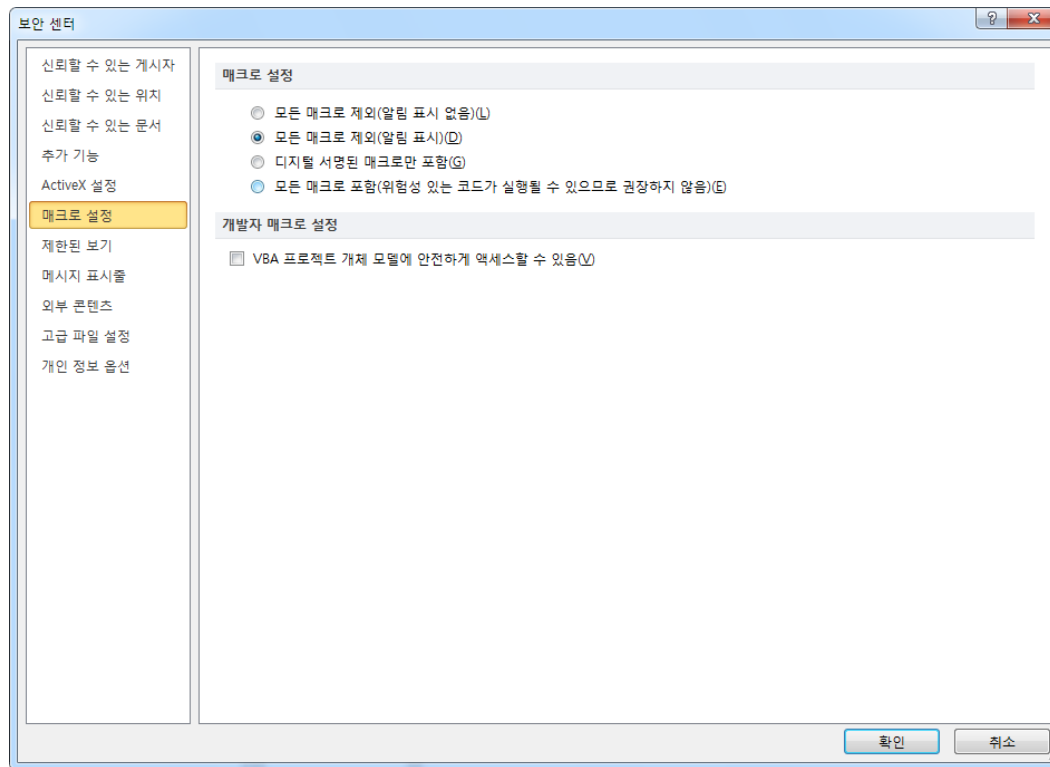 보안 센터
신뢰할 수 있는 게시자
신뢰할 수 있는 위치
신뢰할 수 있는 문서
추가 기능
ActiveX 설정
매크로 설정
제한된 보기
메시지 표시줄
외부 콘텐츠
고급 파일 설정
개인 정보 옵션
매크로 설정
모든 매크로 제외(알림 표시 없음)(L)
모든 매크로 제외(알림 표시)(D)
디지털 서명된 매크로만 포함(G)
모든 매크로 포함(위험성 있는 코드가 실행될 수 있으므로 권장하지 않음)(E)
개발자 매크로 설정
VBA 프로젝트 개체 모델에 안전하게 액세스할 수 있음(V)
확인
취소